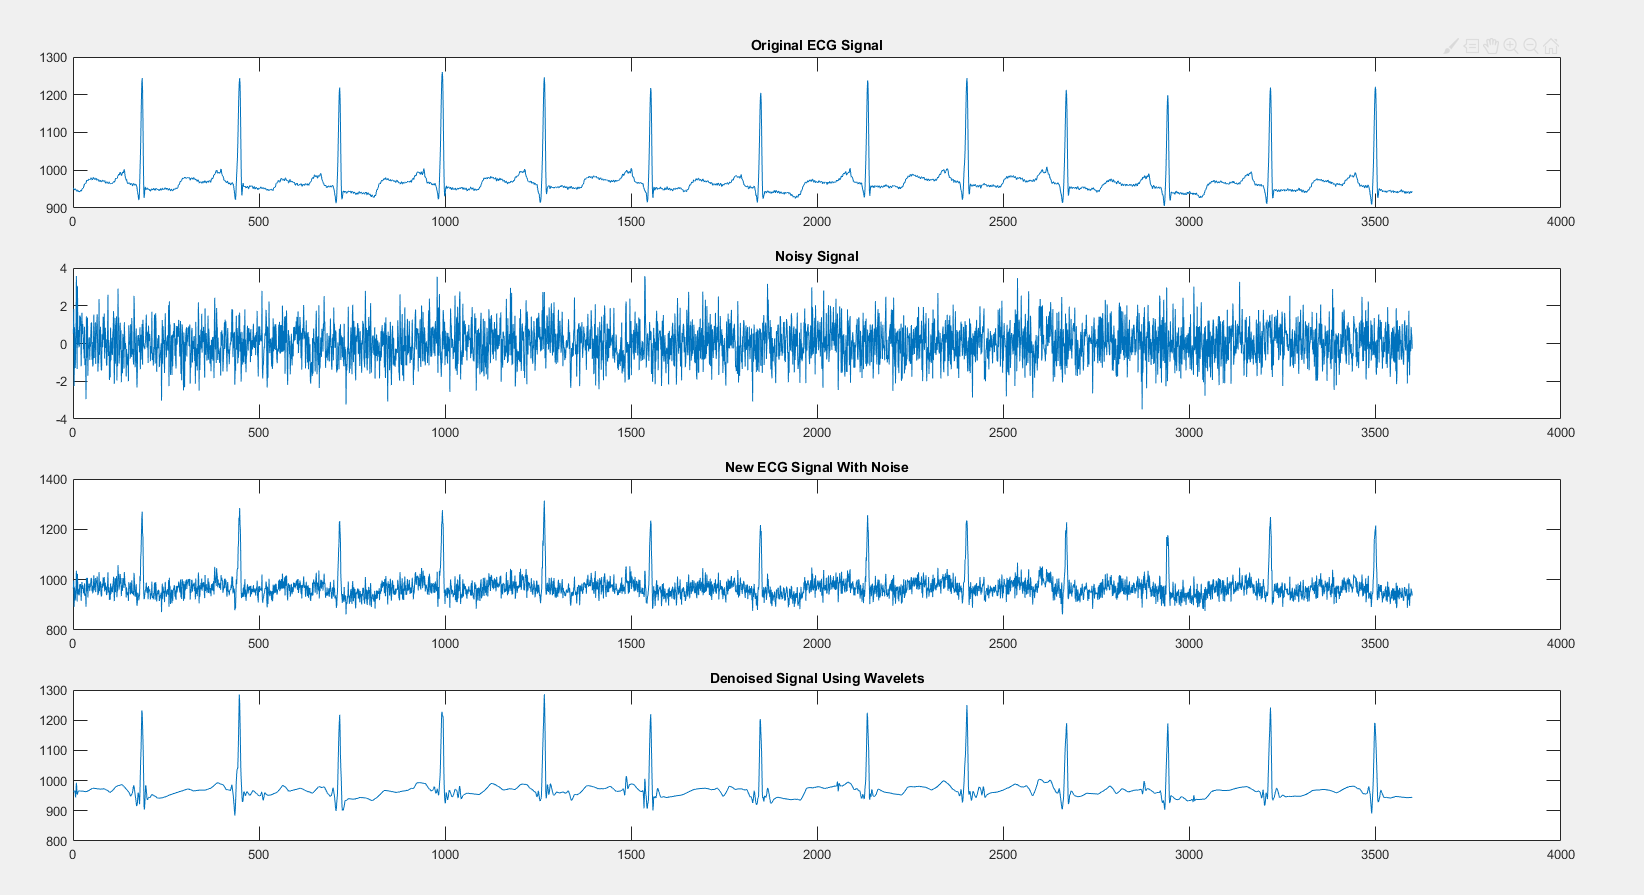 Original ECG Signal
1300
1200
1100
1000
900
0 500 1000 1500 2000 2500 3000 3500 4000
Noisy Signal
4
2
0
-2
-4
0 500 1000 1500 2000 2500 3000 3500 4000
New ECG Signal With Noise
1400
1200
1000
800
0 500 1000 1500 2000 2500 3000 3500 4000
Denoised Signal Using Wavelets
1300
1200
1100
1000
900
800
0 500 1000 1500 2000 2500 3000 3500 4000